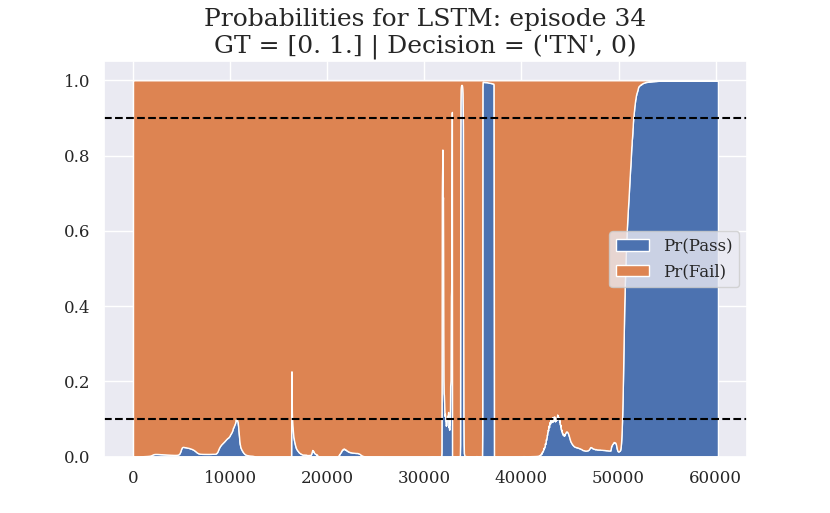 Probabilities for LSTM: episode 34
GT = [0. 1.] | Decision = ('TN', 0)
1.0
0.8
0.6
0.4
0.2
0.0
Pr(Pass)
Pr(Fail)
0 10000 20000 30000 40000 50000 60000